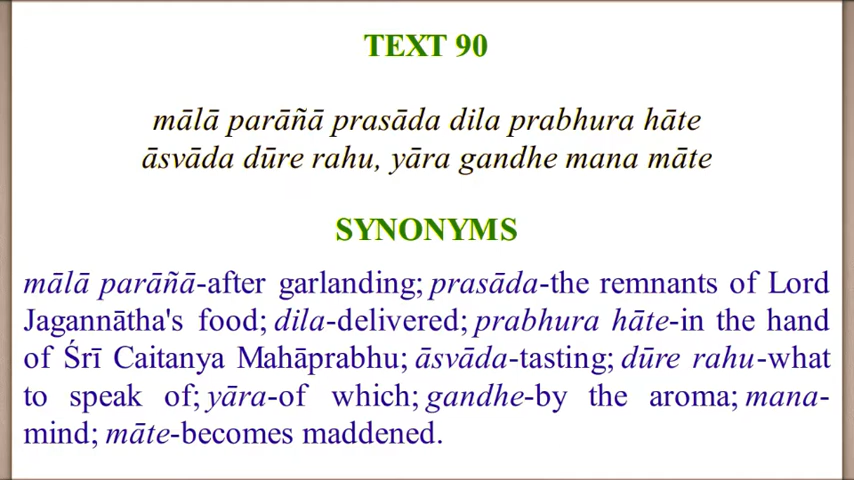 TEXT 90
mālā parāñā prasāda dila prabhura hāte
āsvāda dūre rahu, yāra gandhe mana māte
SYNONYMS
mālā parāñā-after garlanding; prasāda-the remnants of Lord
Jagannātha's food; dila-delivered; prabhura hāte-in the hand
of Śrī Caitanya Mahāprabhu; āsvāda-tasting; dūre rahu-what
to speak of; yāra-of which; gandhe-by the aroma; mana-
mind; māte-becomes maddened.